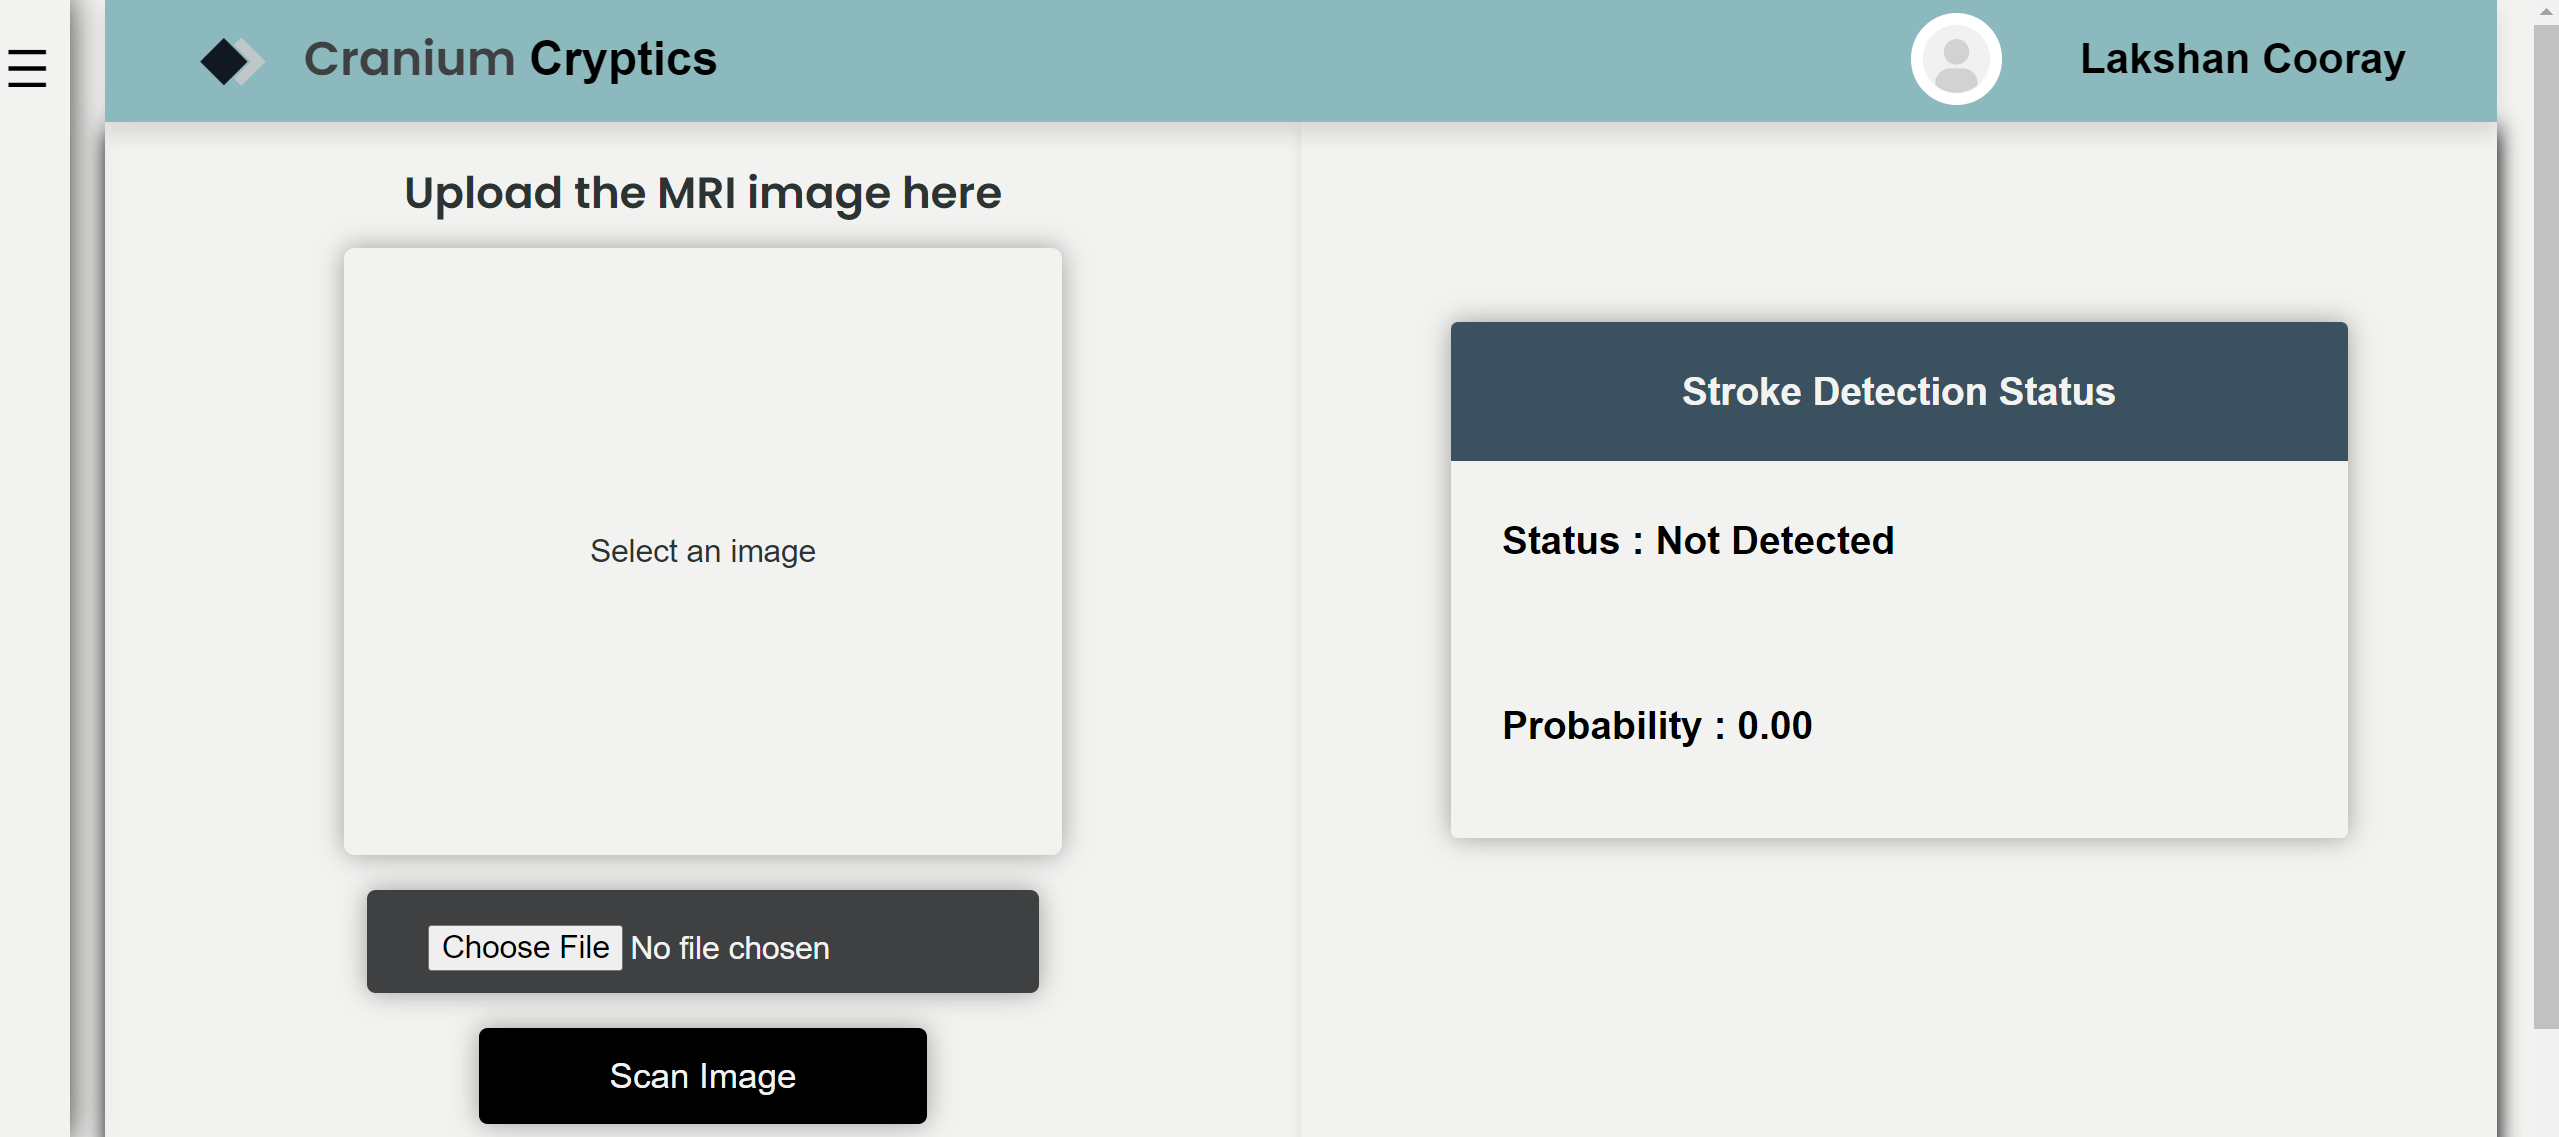 Cranium Cryptics
Lakshan Cooray
Upload the MRI image here
Select an image
Choose File No file chosen
Scan Image
Stroke Detection Status
Status : Not Detected
Probability : 0.00